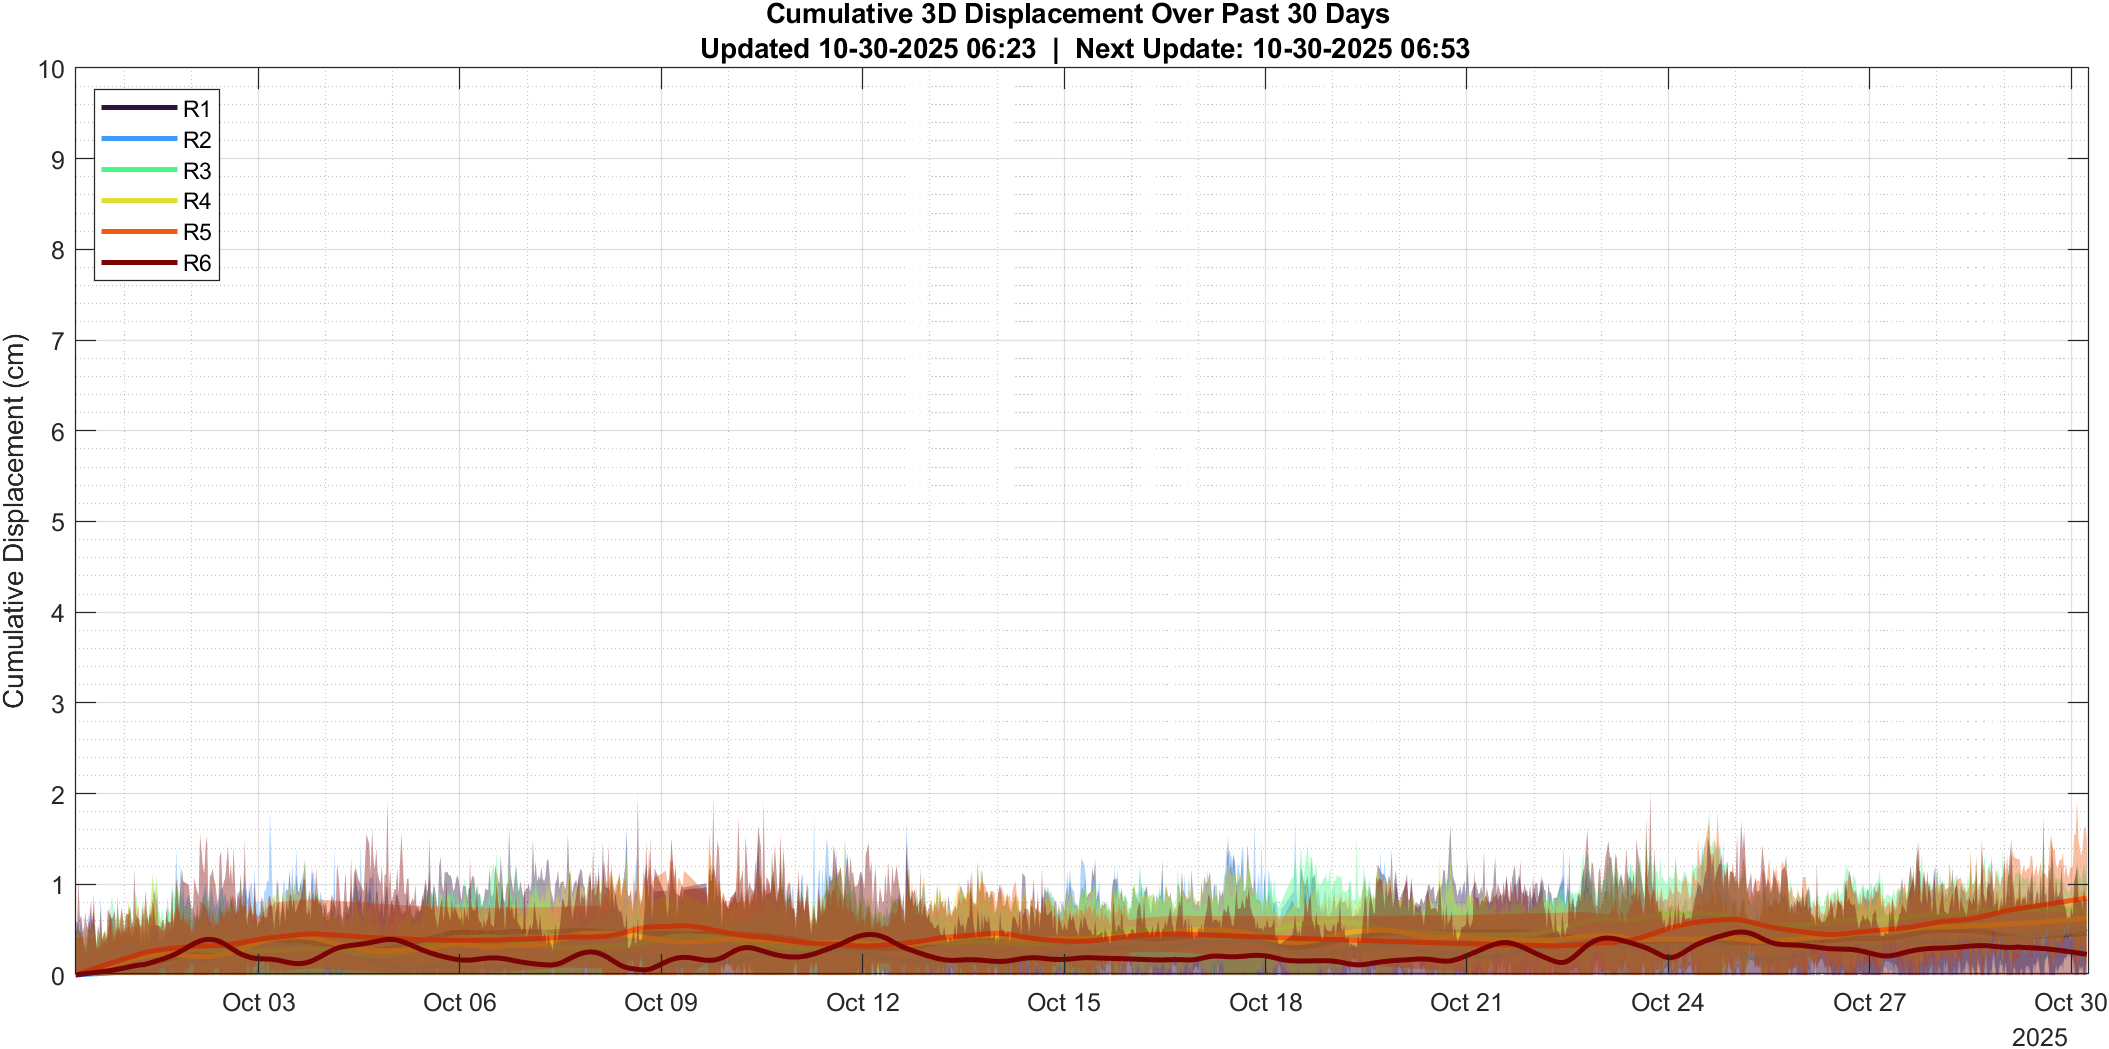 Cumulative 3D Displacement Over Past 30 Days
Updated 10-30-2025 06:23 | Next Update: 10-30-2025 06:53
10
9
8
7
6
5
4
3
2
1
0
Cumulative Displacement (cm)
R1
R2
R3
R4
R5
R6
Oct 03
Oct 06
Oct 09
Oct 12
Oct 15
Oct 18
Oct 21
Oct 24
Oct 27
Oct 30
2025